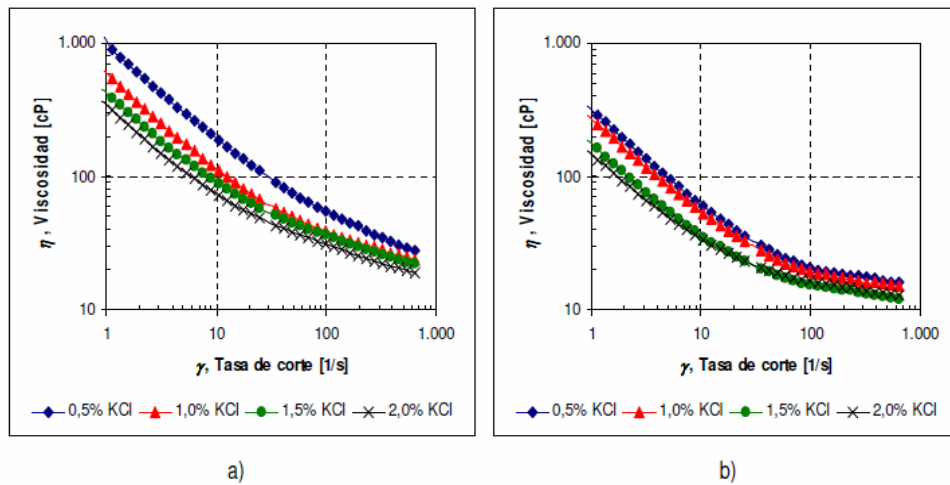 1.000
100
10
η , Viscosidad [cP]
1 10 100 1.000
γ, Tasa de corte [1/s]
0,5% KCl 1,0% KCl 1,5% KCl 2,0% KCl
a)
1.000
100
10
η , Viscosidad [cP]
1 10 100 1.000
γ, Tasa de corte [1/s]
0,5% KCl 1,0% KCl 1,5% KCl 2,0% KCl
b)